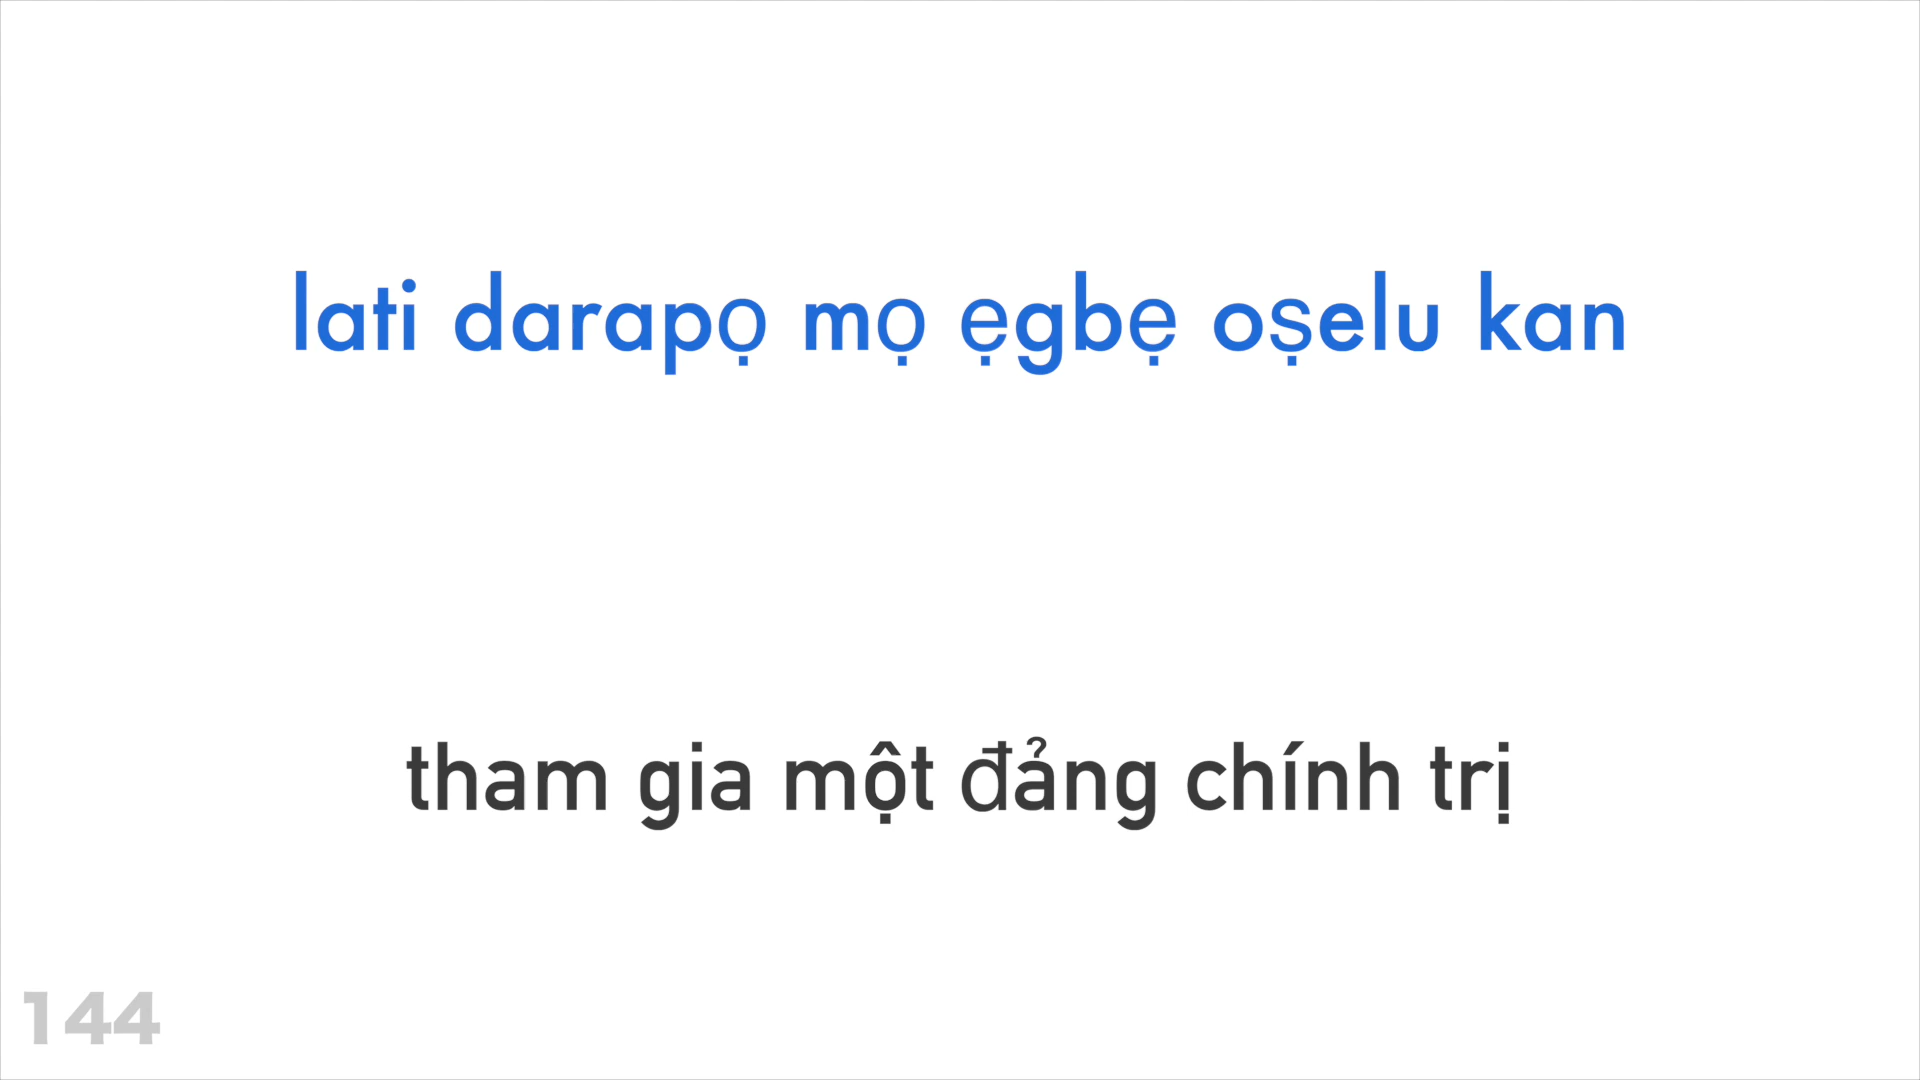 lati darapọ mọ ẹgbẹ oṣelu kan
tham gia một đảng chính trị
144